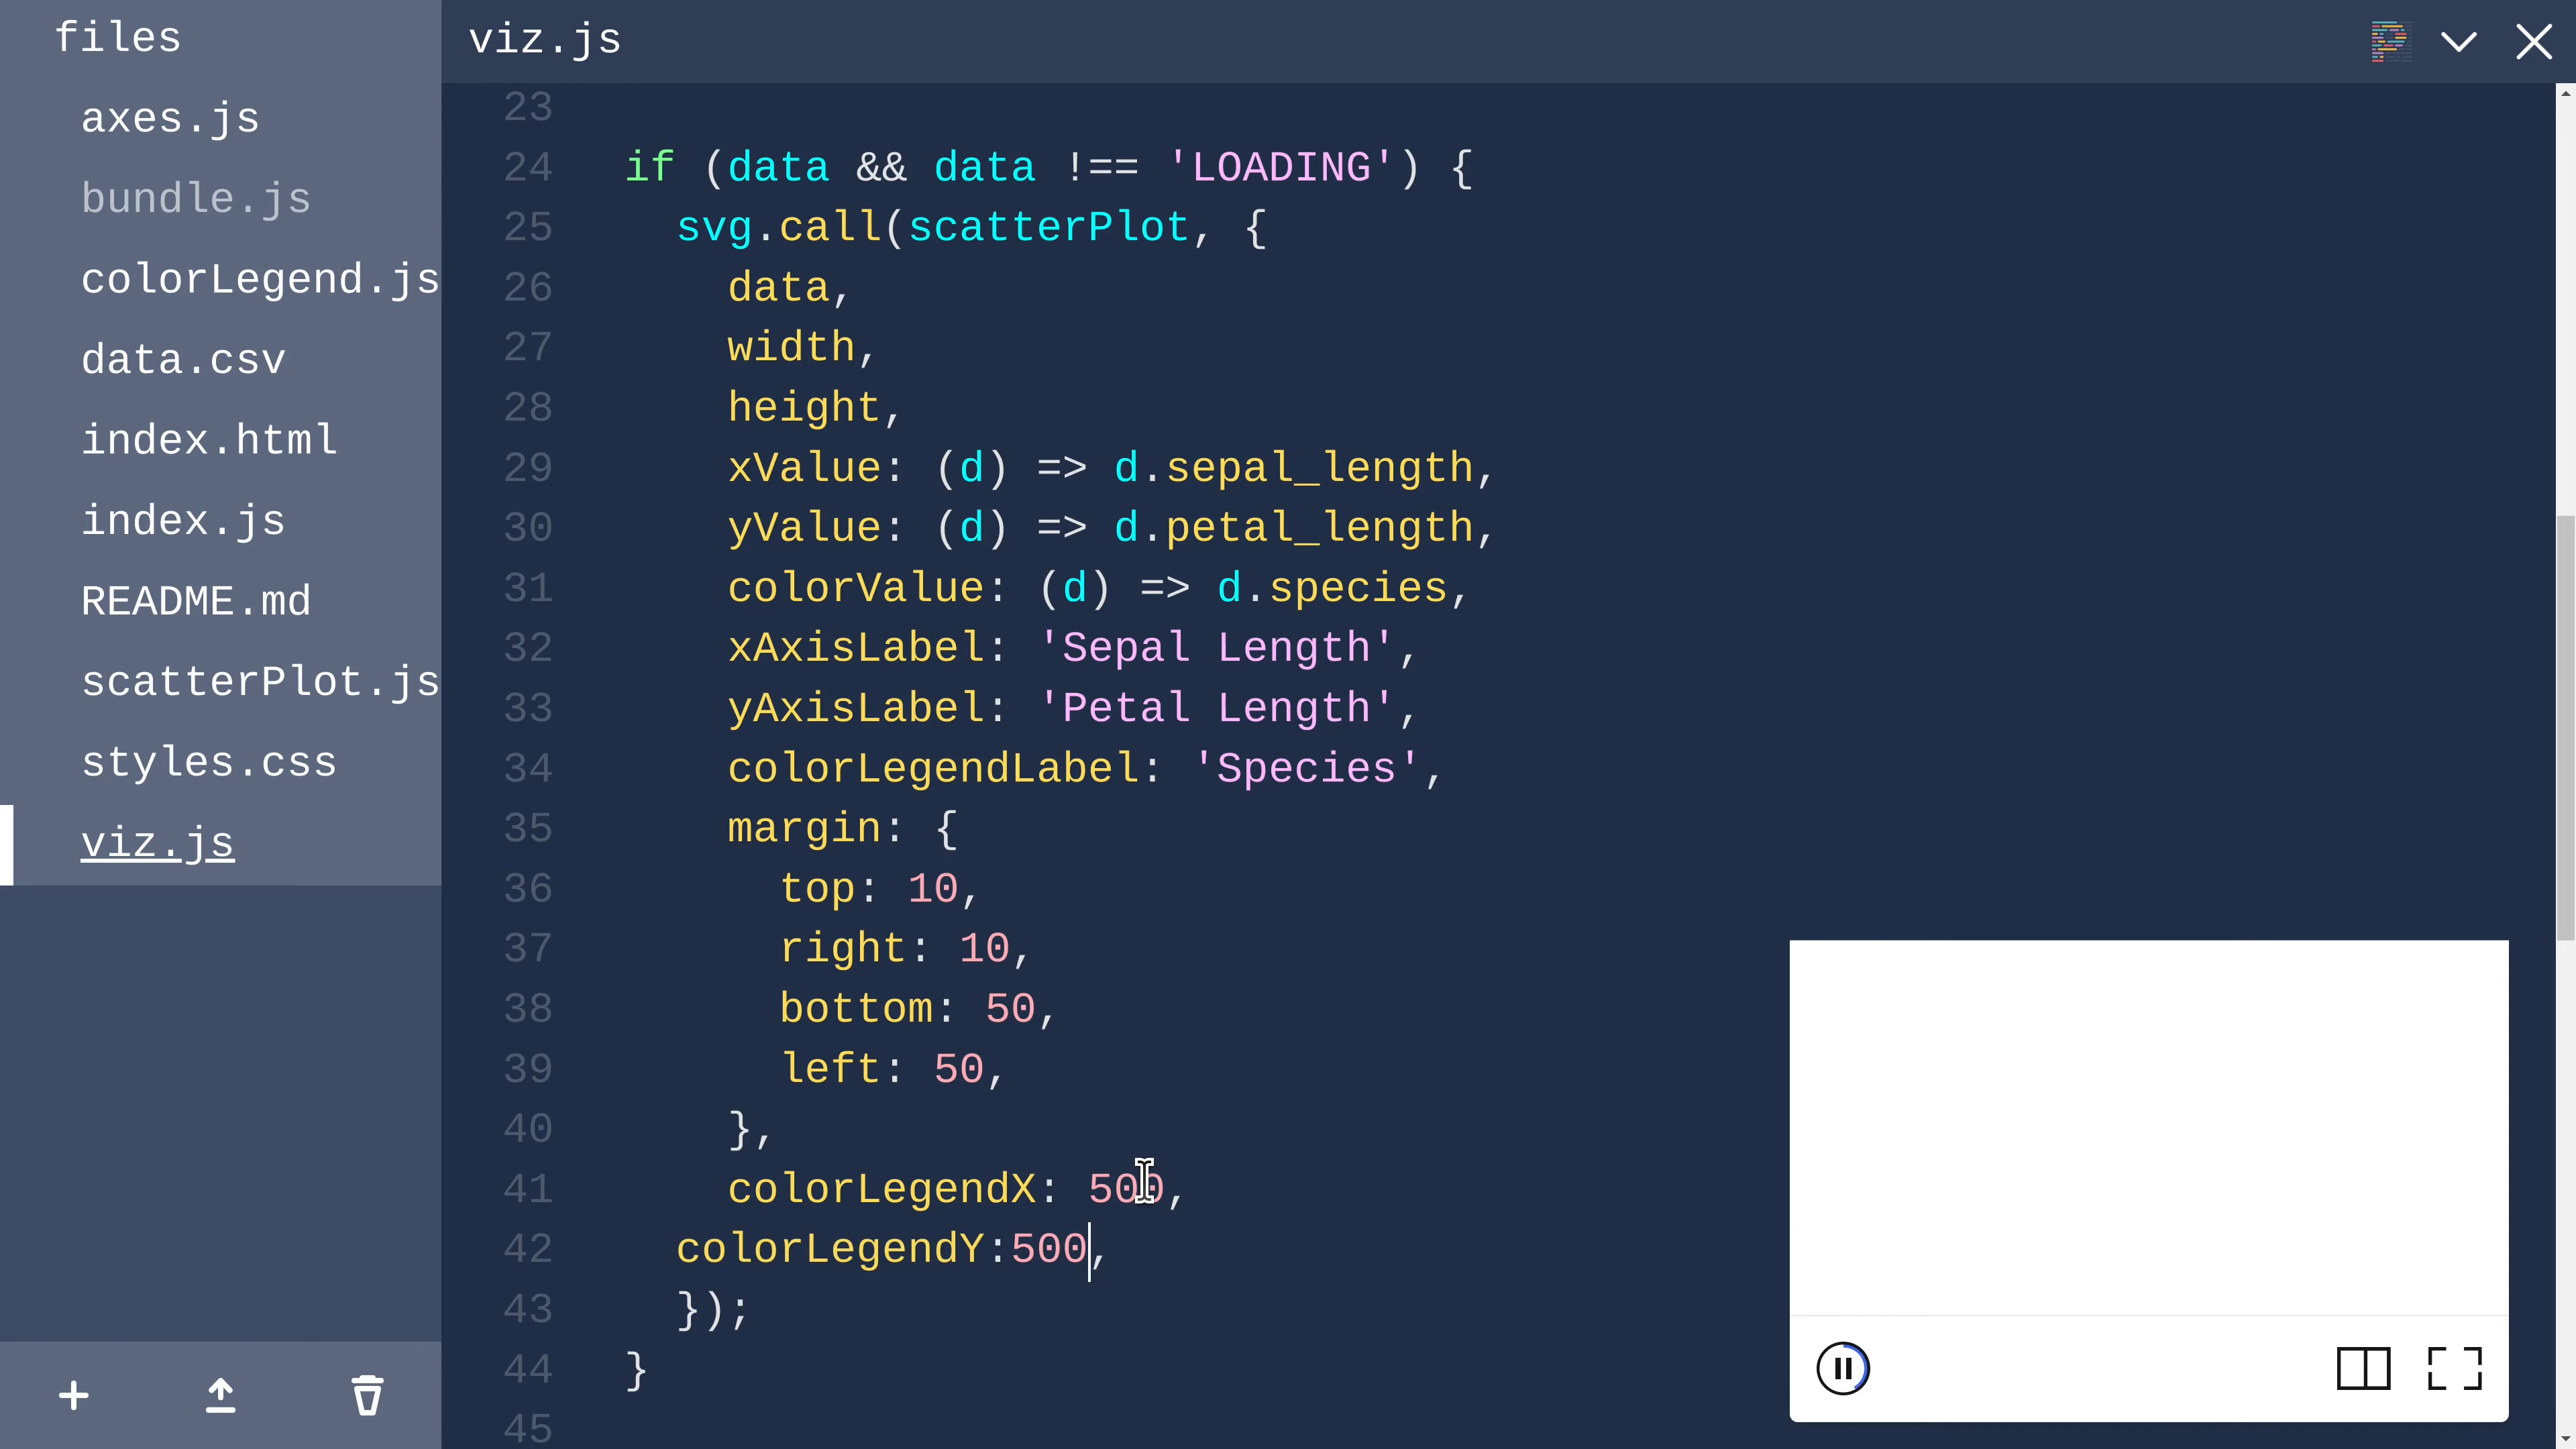 files
axes.js
bundle.js
colorLegend.js
data.csv
index.html
index.js
README.md
scatterPlot.js
styles.css
viz.js
viz.js
23
24 if (data && data !== 'LOADING') {
25 svg.call(scatterPlot, {
26 data,
27 width,
28 height,
29 xValue: (d) => d.sepal_length,
30 yValue: (d) => d.petal_length,
31 colorValue: (d) => d.species,
32 xAxisLabel: 'Sepal Length',
33 yAxisLabel: 'Petal Length',
34 colorLegendLabel: 'Species',
35 margin: {
36 top: 10,
37 right: 10,
38 bottom: 50,
39 left: 50,
40 },
41 colorLegendX: 500,
42 colorLegendY:500,
43 });
44 }
45